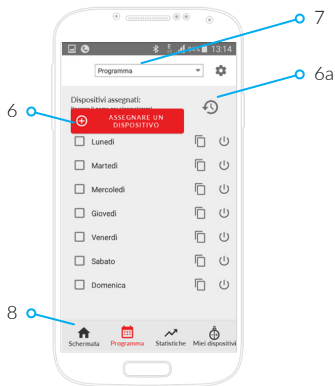 7
13:14
Programma
6a
Dispositivi assegnati:
6
ASSEGNARE UN
DISPOSITIVO
Lunedì
Martedì
Mercoledì
Giovedì
Venerdì
Sabato
Domenica
8
Schermata Programma Statistiche Miei dispositivi